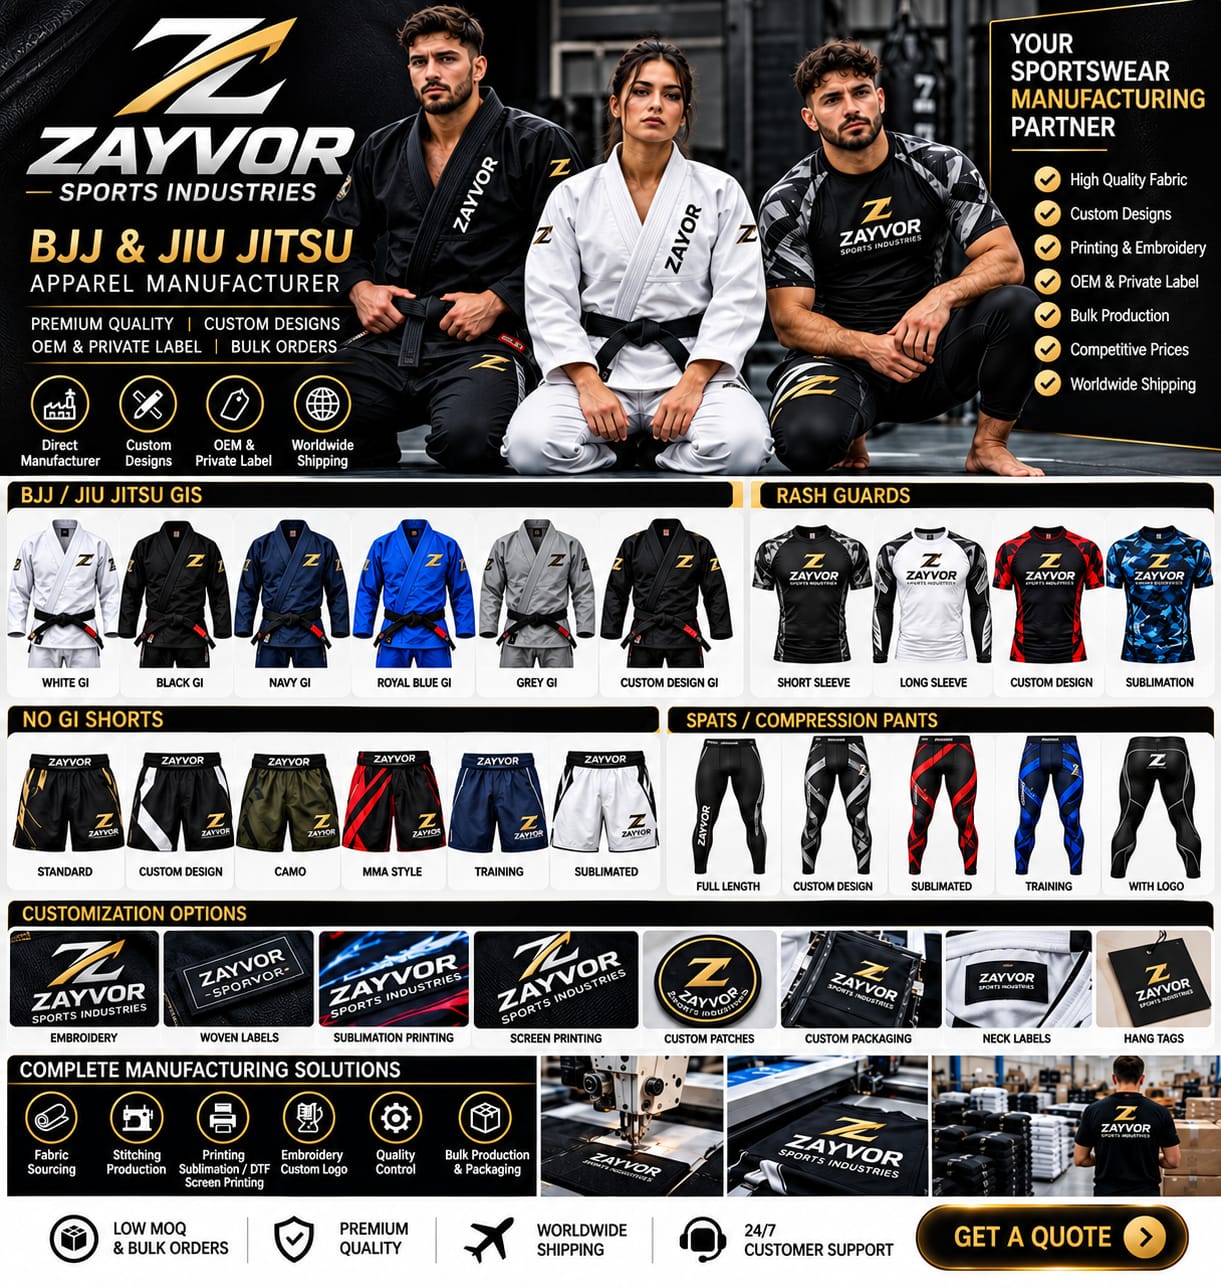 ZAYVOR
SPORTS INDUSTRIES
BJJ & JIU JITSU
APPAREL MANUFACTURER
PREMIUM QUALITY | CUSTOM DESIGNS
OEM & PRIVATE LABEL | BULK ORDERS
Direct
Manufacturer
Custom
Designs
OEM &
Private Label
Worldwide
Shipping
ZAYVOR
ZAYOR
ZAYVOR
SPORTS INDUSTRIES
YOUR
SPORTSWEAR
MANUFACTURING
PARTNER
High Quality Fabric
Custom Designs
Printing & Embroidery
OEM & Private Label
Bulk Production
Competitive Prices
Worldwide Shipping
BJJ / JIU JITSU GIS
WHITE GI
BLACK GI
NAVY GI
ROYAL BLUE GI
GREY GI
CUSTOM DESIGN GI
RASH GUARDS
ZAYVOR
ZAYVOR
ZAYVOR
ZAYVOR
SHORT SLEEVE
LONG SLEEVE
CUSTOM DESIGN
SUBLIMATION
NO GI SHORTS
ZAYVOR
ZAYVOR
ZAYVOR
ZAYVOR
ZAYVOR
ZAYVOR
ZAYVOR
ZAYVOR
ZAYVOR
ZAYVOR
ZAYVOR
ZAYVOR
STANDARD
CUSTOM DESIGN
CAMO
MMA STYLE
TRAINING
SUBLIMATED
SPATS / COMPRESSION PANTS
ZAYVOR
FULL LENGTH
CUSTOM DESIGN
SUBLIMATED
TRAINING
WITH LOGO
CUSTOMIZATION OPTIONS
ZAYVOR
SPORTS INDUSTRIES
ZAYVOR
-SPORVOR-
ZAYVOR
SPORTS INDUSTRIES
ZAYVOR
SPORTS INDUSTRIES
ZAYVOR
ZAYVOR
SPORTS INDUSTRIES
ZAYVOR
ZAYVOR
EMBROIDERY
WOVEN LABELS
SUBLIMATION PRINTING
SCREEN PRINTING
CUSTOM PATCHES
CUSTOM PACKAGING
NECK LABELS
HANG TAGS
COMPLETE MANUFACTURING SOLUTIONS
Fabric
Sourcing
Stitching
Production
Printing
Sublimation / DTF
Screen Printing
Embroidery
Custom Logo
Quality
Control
Bulk Production
& Packaging
ZAYVOR
ZAYVOR
SPORTS INDUSTRIES
ZAYVOR
SPORTS INDUSTRIES
LOW MOQ
& BULK ORDERS
PREMIUM
QUALITY
WORLDWIDE
SHIPPING
24/7
CUSTOMER SUPPORT
GET A QUOTE